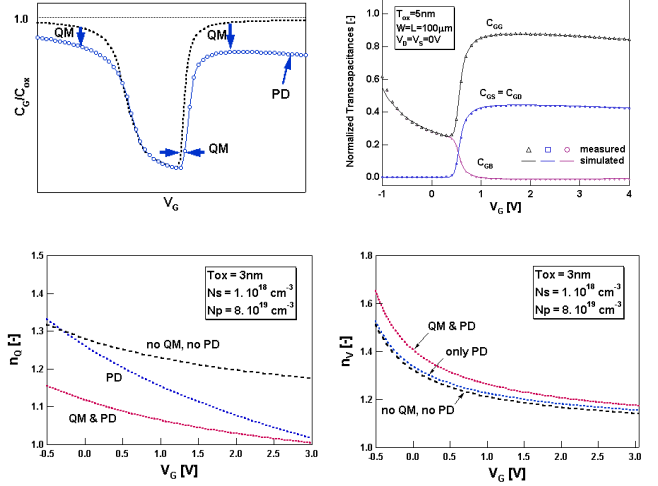 1.0
QM
QM
PD
QM
C_G/C_ox
V_G
T_ox=5nm
W=L=100μm
V_D=V_S=0V
C_GG
C_GS = C_GD
C_GB
measured
simulated
Normalized Transcapacitances [-]
1.0
0.8
0.6
0.4
0.2
0.0
-1 0 1 2 3 4
V_G [V]
Tox = 3nm
Ns = 1. 10^18 cm^-3
Np = 8. 10^19 cm^-3
no QM, no PD
PD
QM & PD
n_Q [-]
1.5
1.4
1.3
1.2
1.1
1.0
-0.5 0.0 0.5 1.0 1.5 2.0 2.5 3.0
V_G [V]
Tox = 3nm
Ns = 1. 10^18 cm^-3
Np = 8. 10^19 cm^-3
QM & PD
only PD
no QM, no PD
n_V [-]
1.8
1.6
1.4
1.2
1.0
-0.5 0.0 0.5 1.0 1.5 2.0 2.5 3.0
V_G [V]